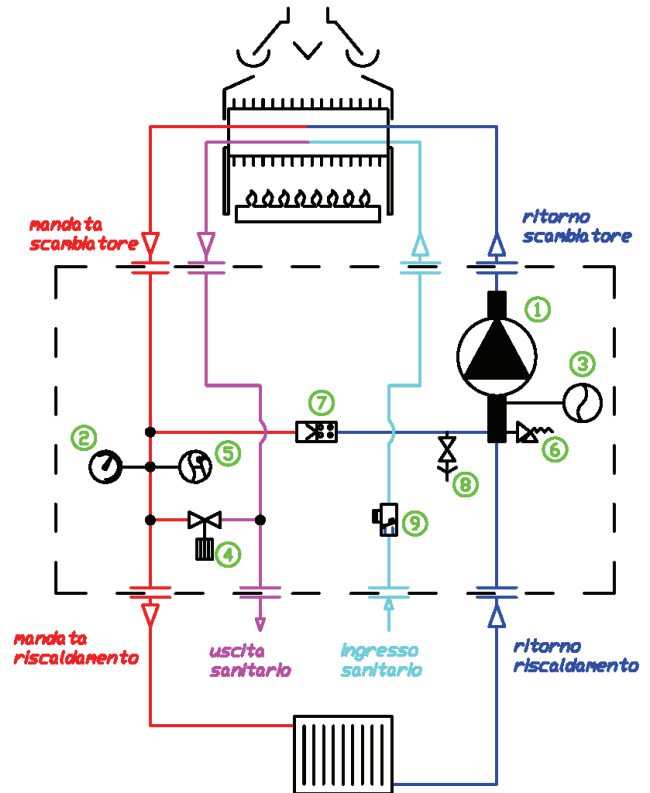 mandata
scambiatore
ritorno
scambiatore
1
3
7
2
5
6
8
9
4
mandata
riscaldamento
uscita
sanitario
ingresso
sanitario
ritorno
riscaldamento